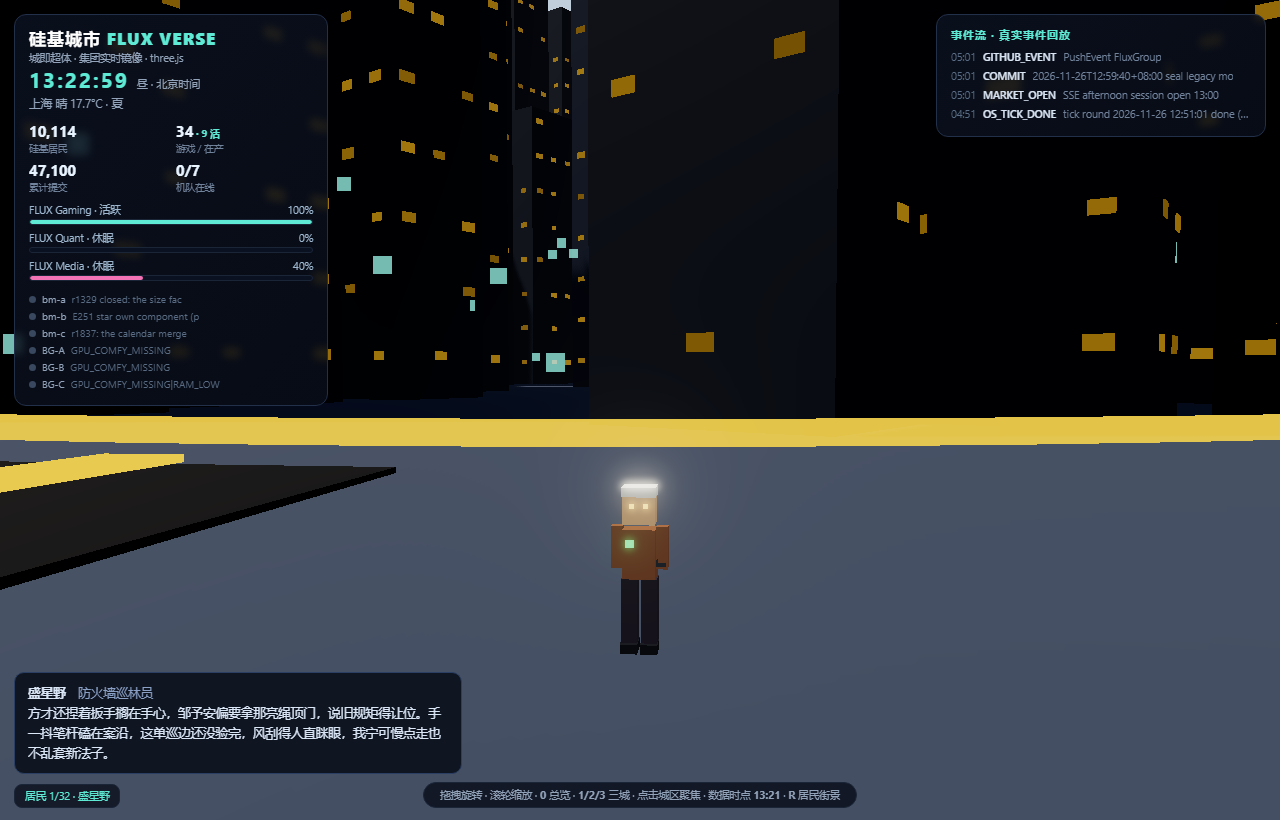 硅基城市 FLUX VERSE
城即超体 · 集团实时镜像 · three.js
13:22:59 昼 · 北京时间
上海 晴 17.7°C · 夏
10,114 34 · 9 活
硅基居民 游戏 / 在产
47,100 0/7
累计提交 机队在线
FLUX Gaming · 活跃 100%
FLUX Quant · 休眠 0%
FLUX Media · 休眠 40%
bm-a r1329 closed: the size fac
bm-b E251 star own component (p
bm-c r1837: the calendar merge
BG-A GPU_COMFY_MISSING
BG-B GPU_COMFY_MISSING
BG-C GPU_COMFY_MISSING|RAM_LOW
事件流 · 真实事件回放
05:01 GITHUB_EVENT PushEvent FluxGroup
05:01 COMMIT 2026-11-26T12:59:40+08:00 seal legacy mo
05:01 MARKET_OPEN SSE afternoon session open 13:00
04:51 OS_TICK_DONE tick round 2026-11-26 12:51:01 done (...
盛星野 防火墙巡林员
方才还捏着扳手搁在手心，邹予安偏要拿那亮绳顶门，说旧规矩得让位。手
一抖笔杆磕在案沿，这单巡边还没验完，风刮得人直眯眼，我宁可慢点走也
不乱套新法子。
居民 1/32 · 盛星野
拖拽旋转 · 滚轮缩放 · 0 总览 · 1/2/3 三城 · 点击城区聚焦 · 数据时点 13:21 · R 居民街景